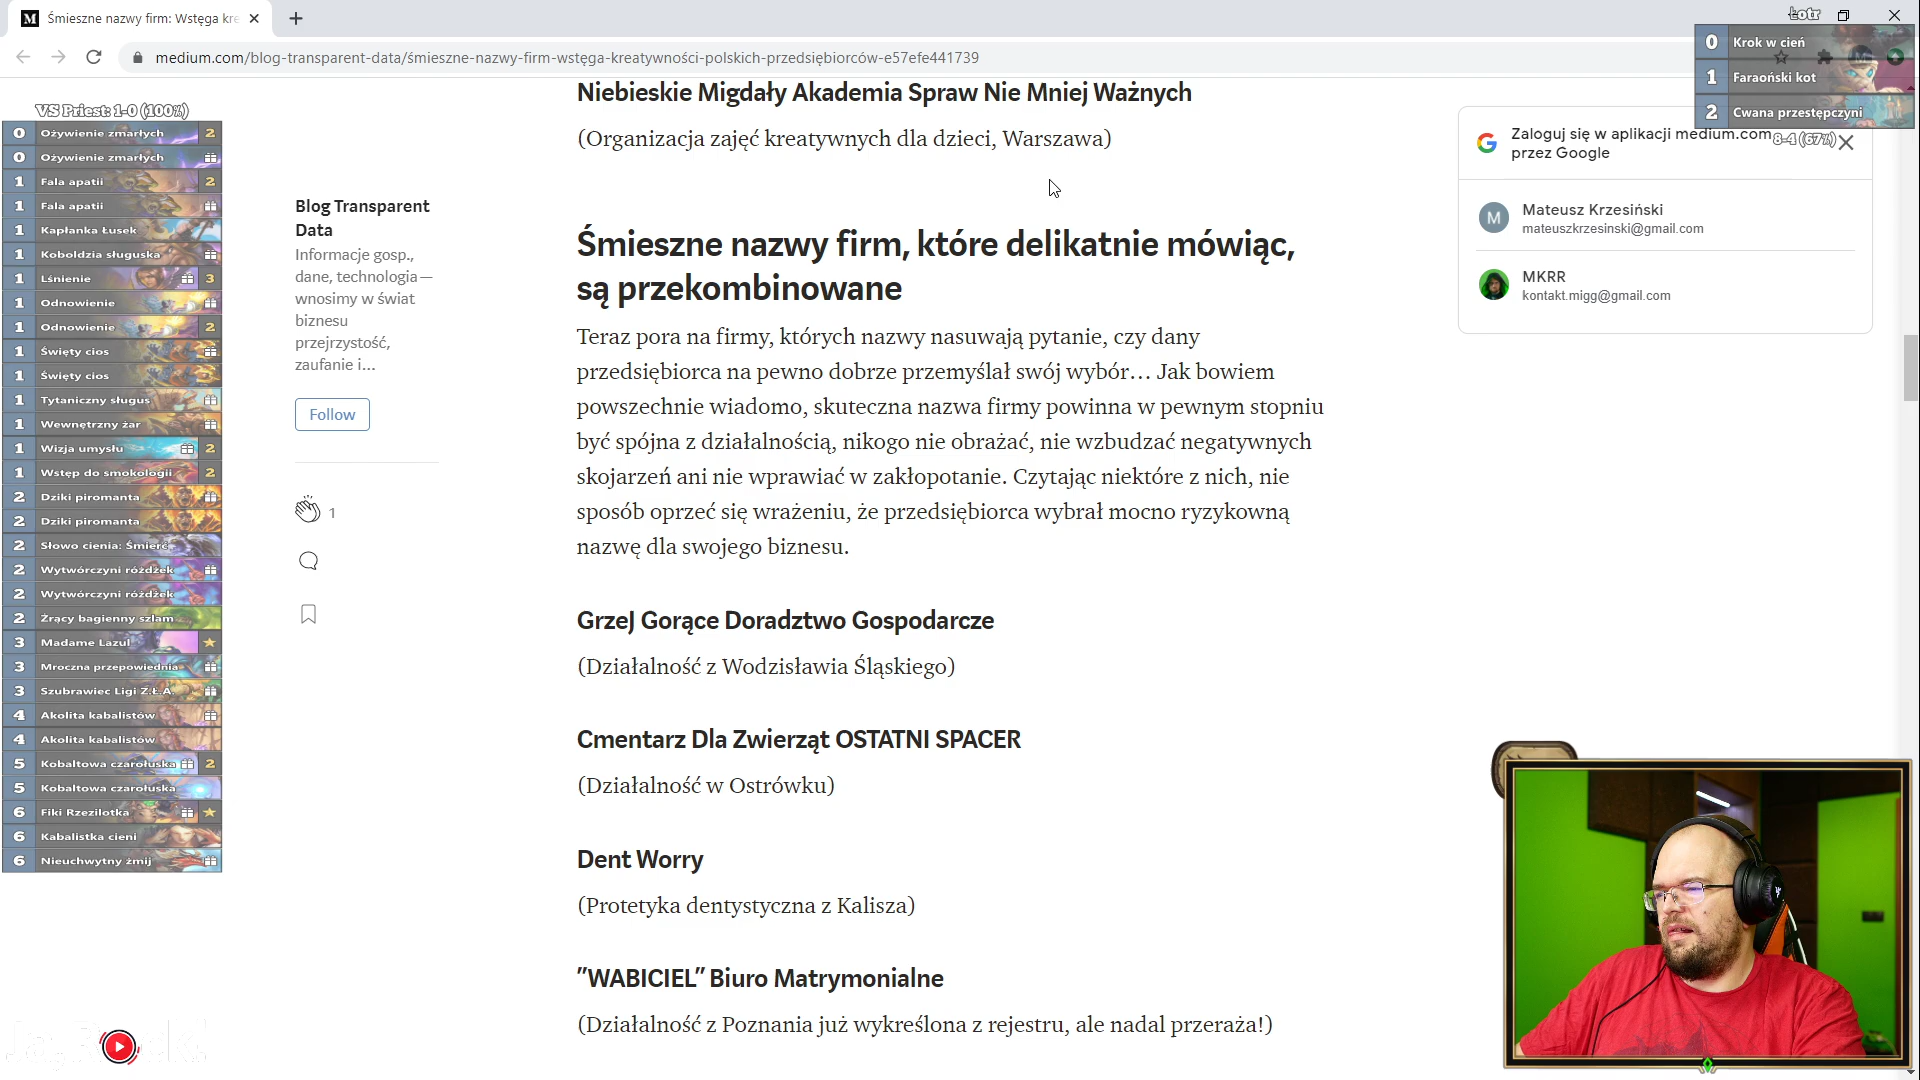 Śmieszne nazwy firm: Wstęga kre
medium.com/blog-transparent-data/śmieszne-nazwy-firm-wstęga-kreatywności-polskich-przedsiębiorców-e57efe441739
Łotr
0 Krok w cień
1 Faraoński kot
2 Cwana przestępczyni
8-4 (67%)
VS Priest: 1-0 (100%)
0 Ożywienie zmarłych 2
0 Ożywienie zmarłych
1 Fala apatii 2
1 Fala apatii
1 Kapłanka Łusek
1 Koboldzia sługuska
1 Lśnienie 3
1 Odnowienie
1 Odnowienie 2
1 Święty cios
1 Święty cios
1 Tytaniczny sługus
1 Wewnętrzny żar
1 Wizja umysłu 2
1 Wstęp do smokologii 2
2 Dziki piromanta
2 Dziki piromanta
2 Słowo cienia: Śmierć
2 Wytwórczyni różdżek
2 Wytwórczyni różdżek
2 Żrący bagienny szlam
3 Madame Lazul
3 Mroczna przepowiednia
3 Szubrawiec Ligi Z.Ł.A.
4 Akolita kabalistów
4 Akolita kabalistów
5 Kobaltowa czarołuska 2
5 Kobaltowa czarołuska
6 Fiki Rzezilotka
6 Kabalistka cieni
6 Nieuchwytny żmij
Blog Transparent
Data
Informacje gosp.,
dane, technologia —
wnosimy w świat
biznesu
przejrzystość,
zaufanie i...
Follow
1
Niebieskie Migdały Akademia Spraw Nie Mniej Ważnych
(Organizacja zajęć kreatywnych dla dzieci, Warszawa)
Śmieszne nazwy firm, które delikatnie mówiąc,
są przekombinowane
Teraz pora na firmy, których nazwy nasuwają pytanie, czy dany
przedsiębiorca na pewno dobrze przemyślał swój wybór… Jak bowiem
powszechnie wiadomo, skuteczna nazwa firmy powinna w pewnym stopniu
być spójna z działalnością, nikogo nie obrażać, nie wzbudzać negatywnych
skojarzeń ani nie wprawiać w zakłopotanie. Czytając niektóre z nich, nie
sposób oprzeć się wrażeniu, że przedsiębiorca wybrał mocno ryzykowną
nazwę dla swojego biznesu.
GrzeJ Gorące Doradztwo Gospodarcze
(Działalność z Wodzisławia Śląskiego)
Cmentarz Dla Zwierząt OSTATNI SPACER
(Działalność w Ostrówku)
Dent Worry
(Protetyka dentystyczna z Kalisza)
”WABICIEL” Biuro Matrymonialne
(Działalność z Poznania już wykreślona z rejestru, ale nadal przeraża!)
Zaloguj się w aplikacji medium.com
przez Google
M
Mateusz Krzesiński
mateuszkrzesinski@gmail.com
MKRR
kontakt.migg@gmail.com